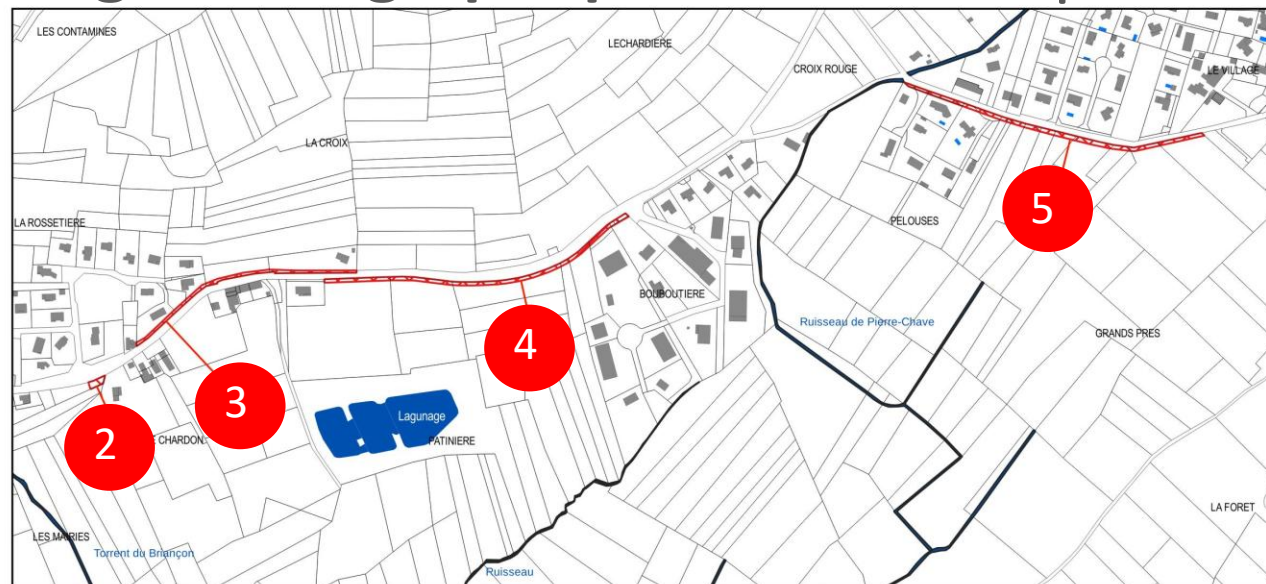 LES CONTAMINES
LECHARDIERE
CROIX ROUGE
LE VILLAGE
LA CROIX
5
LA ROSSETIERE
PELOUSES
BOUBOUTIERE
Ruisseau de Pierre-Chave
GRANDS PRES
4
3
2
Lagunage
CHARDON
PATINIERE
LA FORET
LES MAIRIES
Torrent du Briançon
Ruisseau